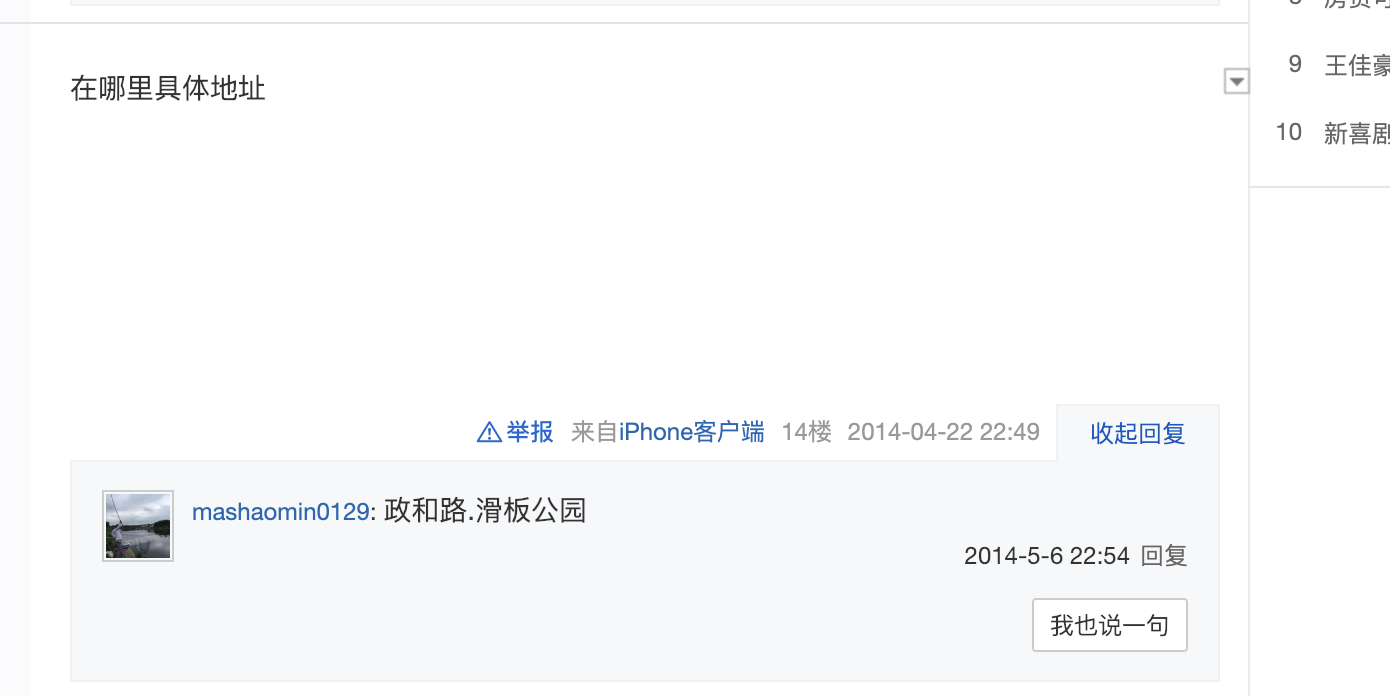 9 王佳豪
10 新喜剧
在哪里具体地址
举报 来自iPhone客户端 14楼 2014-04-22 22:49 收起回复
mashaomin0129: 政和路.滑板公园
2014-5-6 22:54 回复
我也说一句